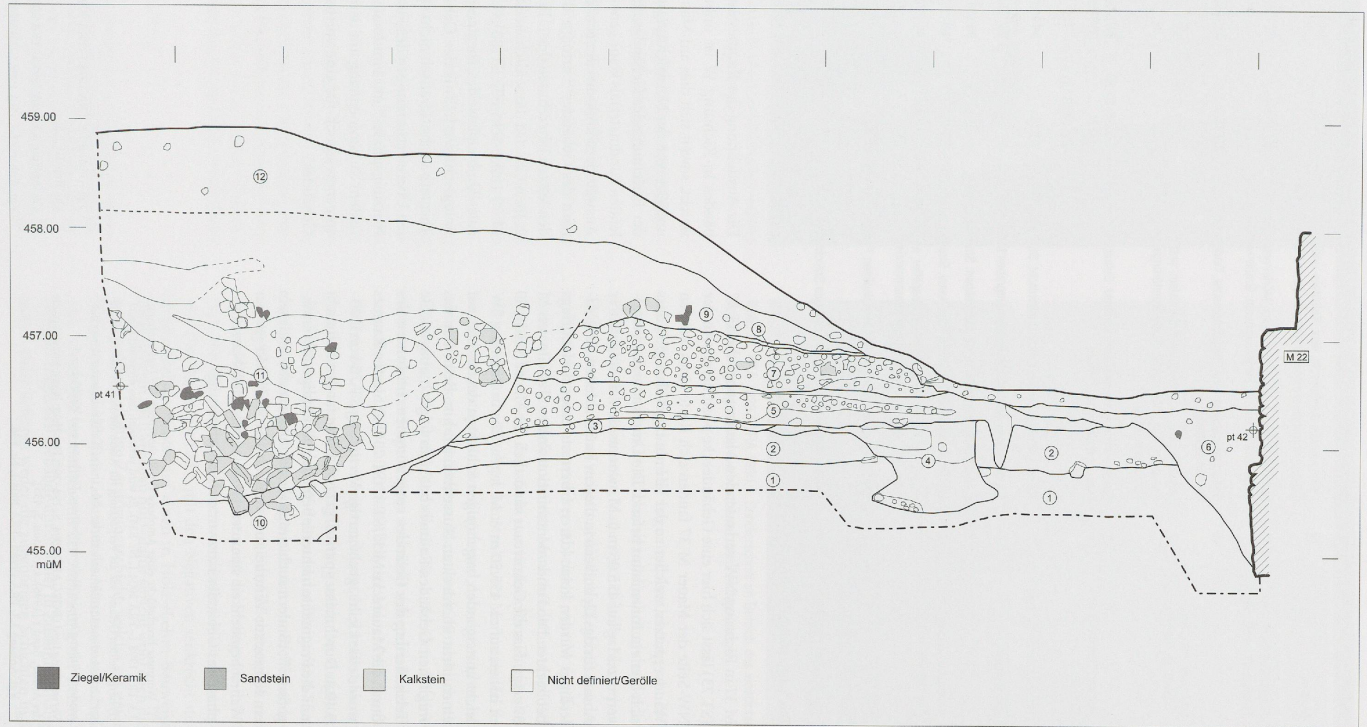 459.00
12
458.00
9
8
457.00
M 22
7
11
pt 41
5
pt 42
3
456.00
6
2
2
4
1
1
10
455.00
müM
Ziegel/Keramik
Sandstein
Kalkstein
Nicht definiert/Gerölle